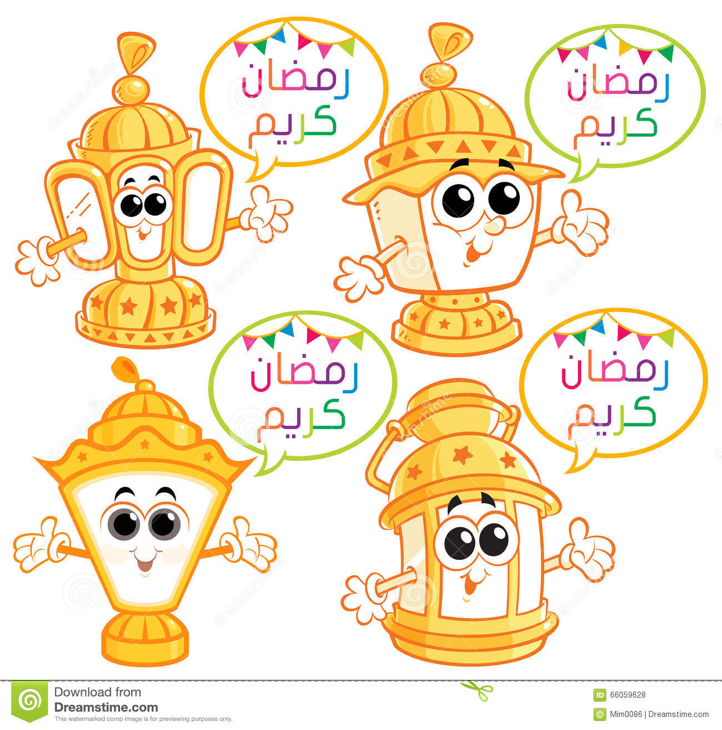 رمضان
كريم
رمضان
كريم
رمضان
كريم
رمضان
كريم
Download from
Dreamstime.com
This watermarked comp image is for previewing purposes only.
ID 66059628
© Mim0086 | Dreamstime.com